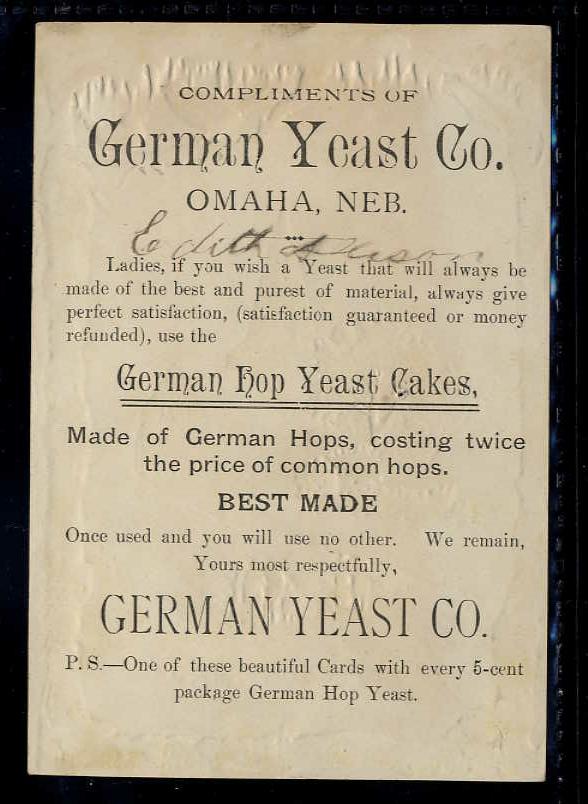 COMPLIMENTS OF
German Yeast Co.
OMAHA, NEB.
Edith
Ladies, if you wish a Yeast that will always be
made of the best and purest of material, always give
perfect satisfaction, (satisfaction guaranteed or money
refunded), use the
German Hop Yeast Cakes,
Made of German Hops, costing twice
the price of common hops.
BEST MADE
Once used and you will use no other. We remain,
Yours most respectfully,
GERMAN YEAST CO.
P. S.—One of these beautiful Cards with every 5-cent
package German Hop Yeast.